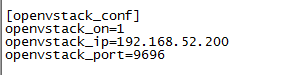 [openvstack_conf]
openvstack_on=1
openvstack_ip=192.168.52.200
openvstack_port=9696